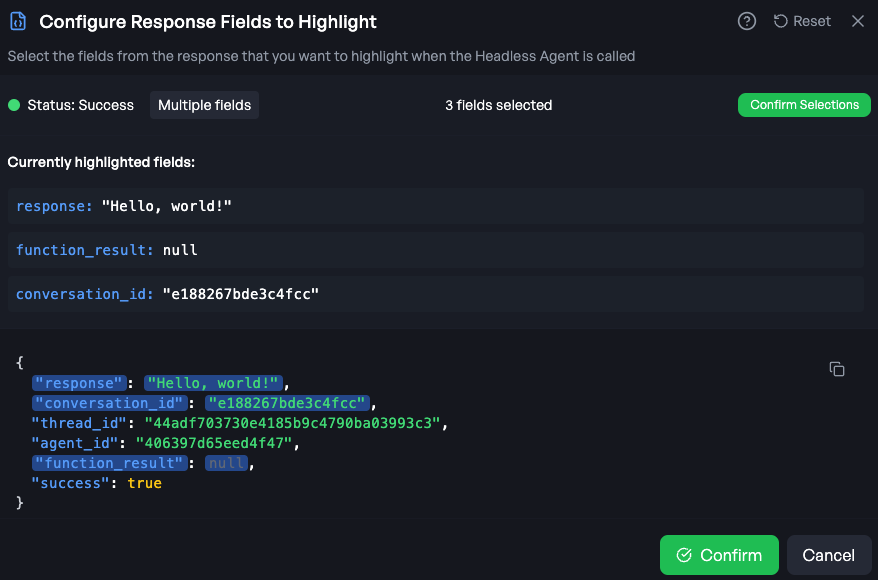 Configure Response Fields to Highlight
Reset
Select the fields from the response that you want to highlight when the Headless Agent is called
Status: Success
Multiple fields
3 fields selected
Confirm Selections
Currently highlighted fields:
response: "Hello, world!"
function_result: null
conversation_id: "e188267bde3c4fcc"
{
"response": "Hello, world!",
"conversation_id": "e188267bde3c4fcc",
"thread_id": "44adf703730e4185b9c4790ba03993c3",
"agent_id": "406397d65eed4f47",
"function_result": null,
"success": true
}
Confirm
Cancel